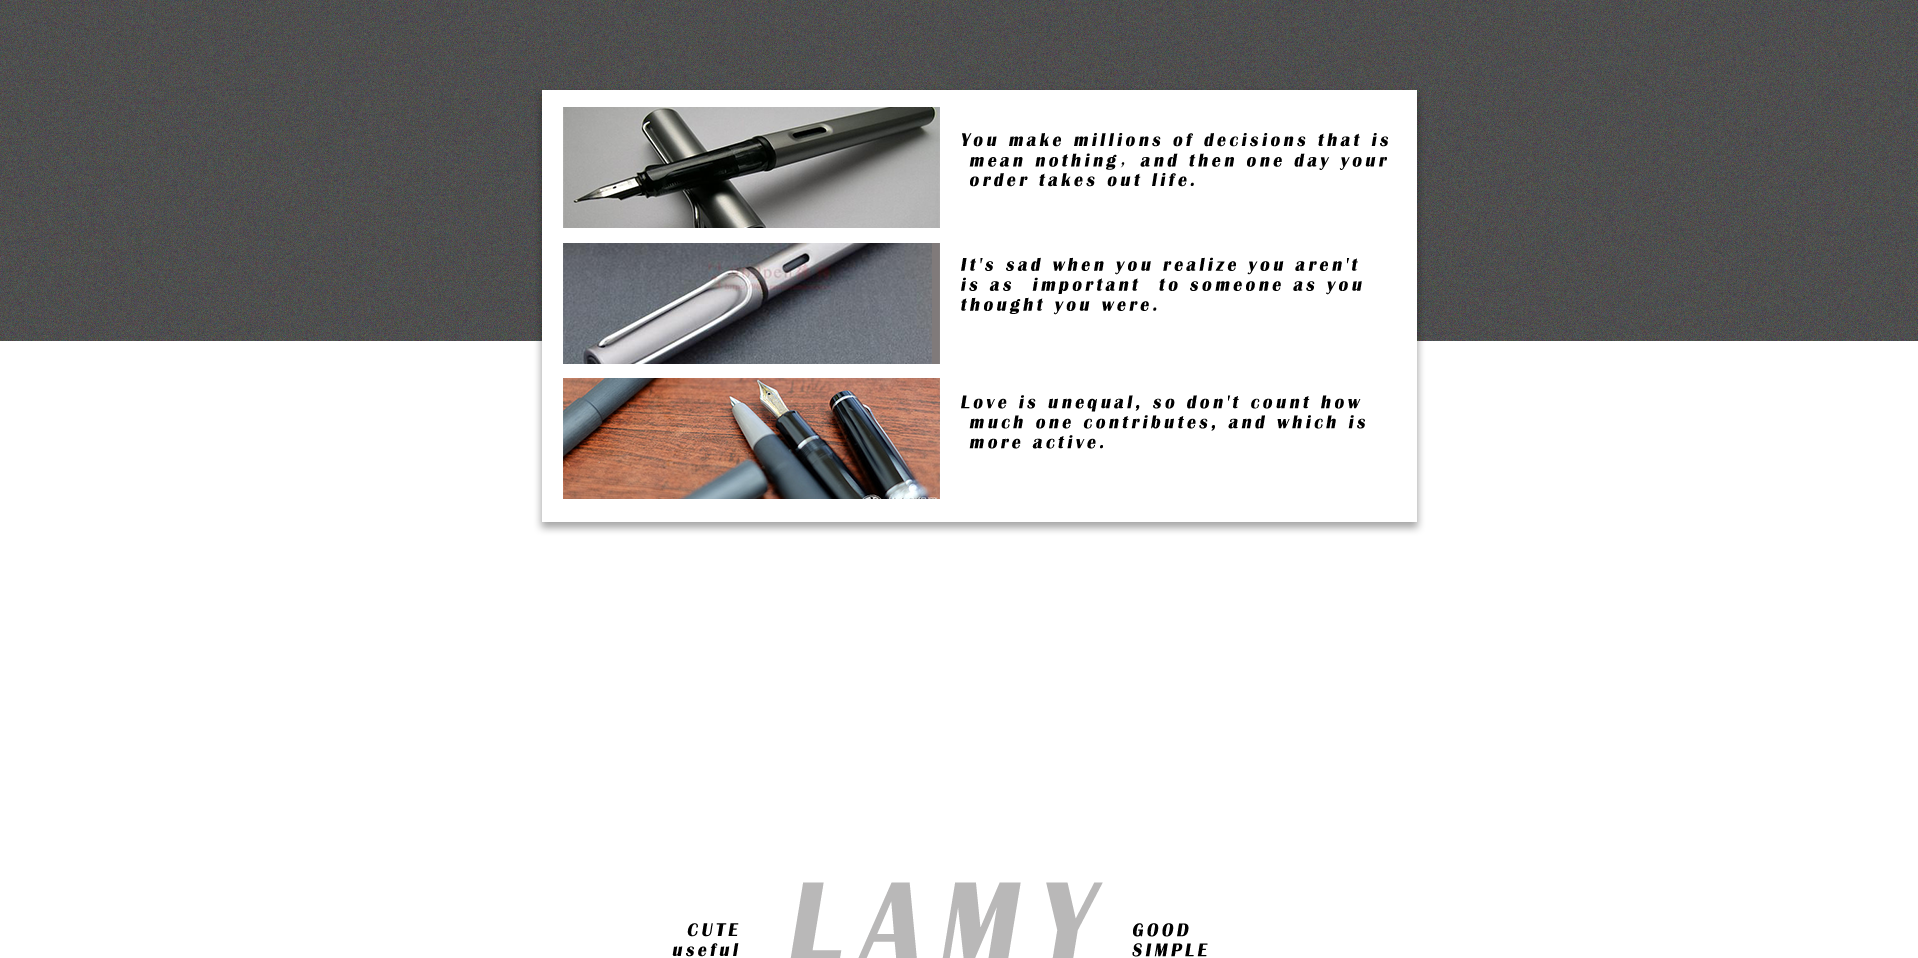 You make millions of decisions that is
mean nothing, and then one day your
order takes out life.
It's sad when you realize you aren't
is as important to someone as you
thought you were.
Love is unequal, so don't count how
much one contributes, and which is
more active.
LAMY
CUTE
useful
GOOD
SIMPLE